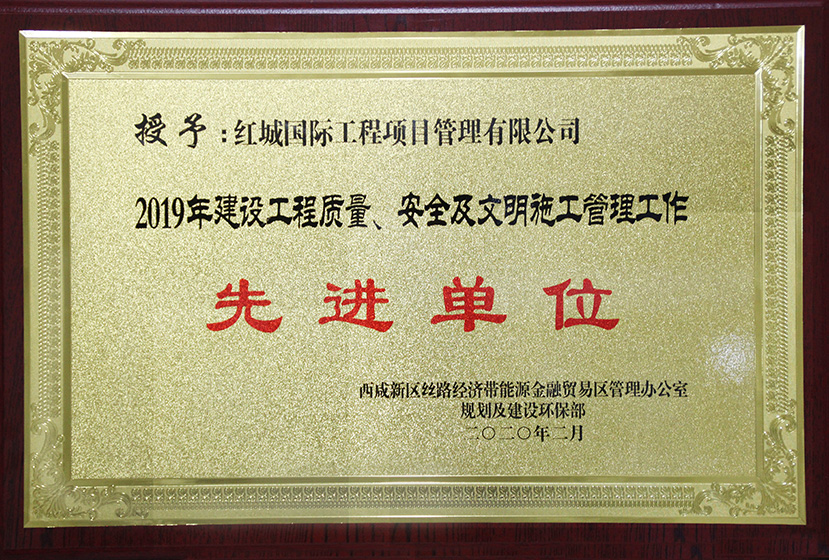 授予:红城国际工程项目管理有限公司
2019年建设工程质量、安全及文明施工管理工作
先进单位
西咸新区丝路经济带能源金融贸易区管理办公室
规划及建设环保部
二〇二〇年二月